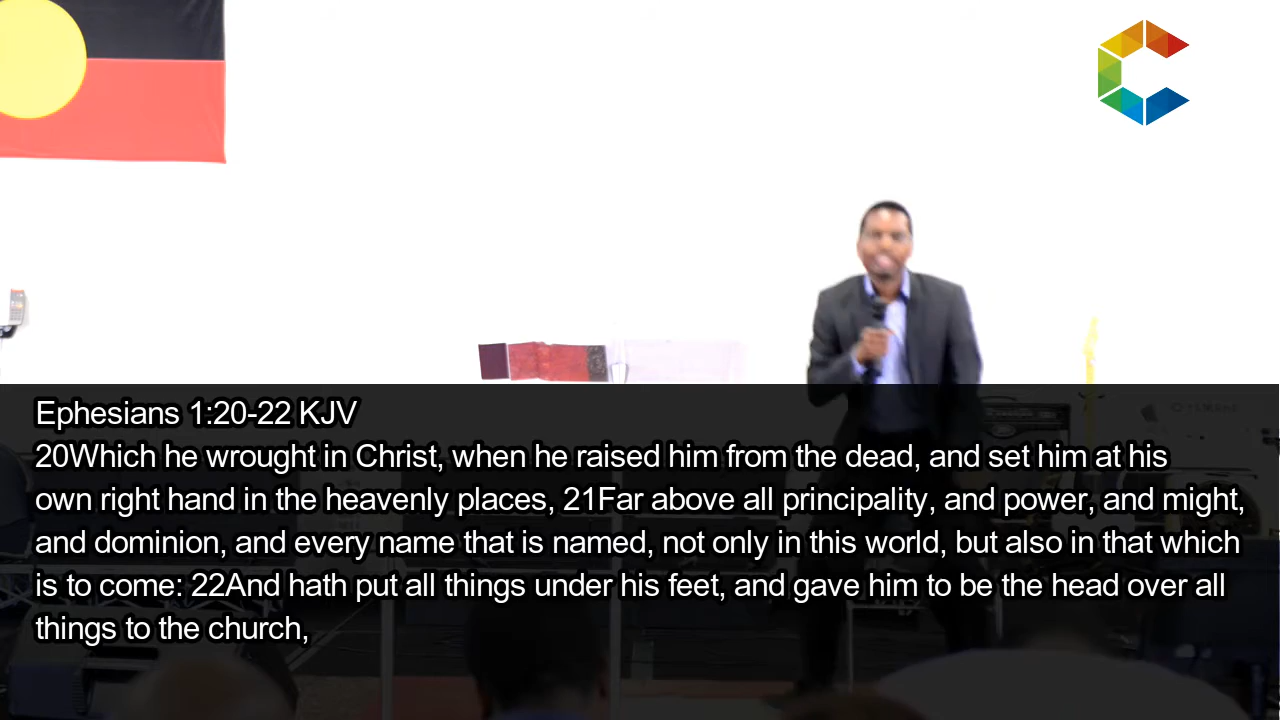 Ephesians 1:20-22 KJV
20Which he wrought in Christ, when he raised him from the dead, and set him at his
own right hand in the heavenly places, 21Far above all principality, and power, and might,
and dominion, and every name that is named, not only in this world, but also in that which
is to come: 22And hath put all things under his feet, and gave him to be the head over all
things to the church,